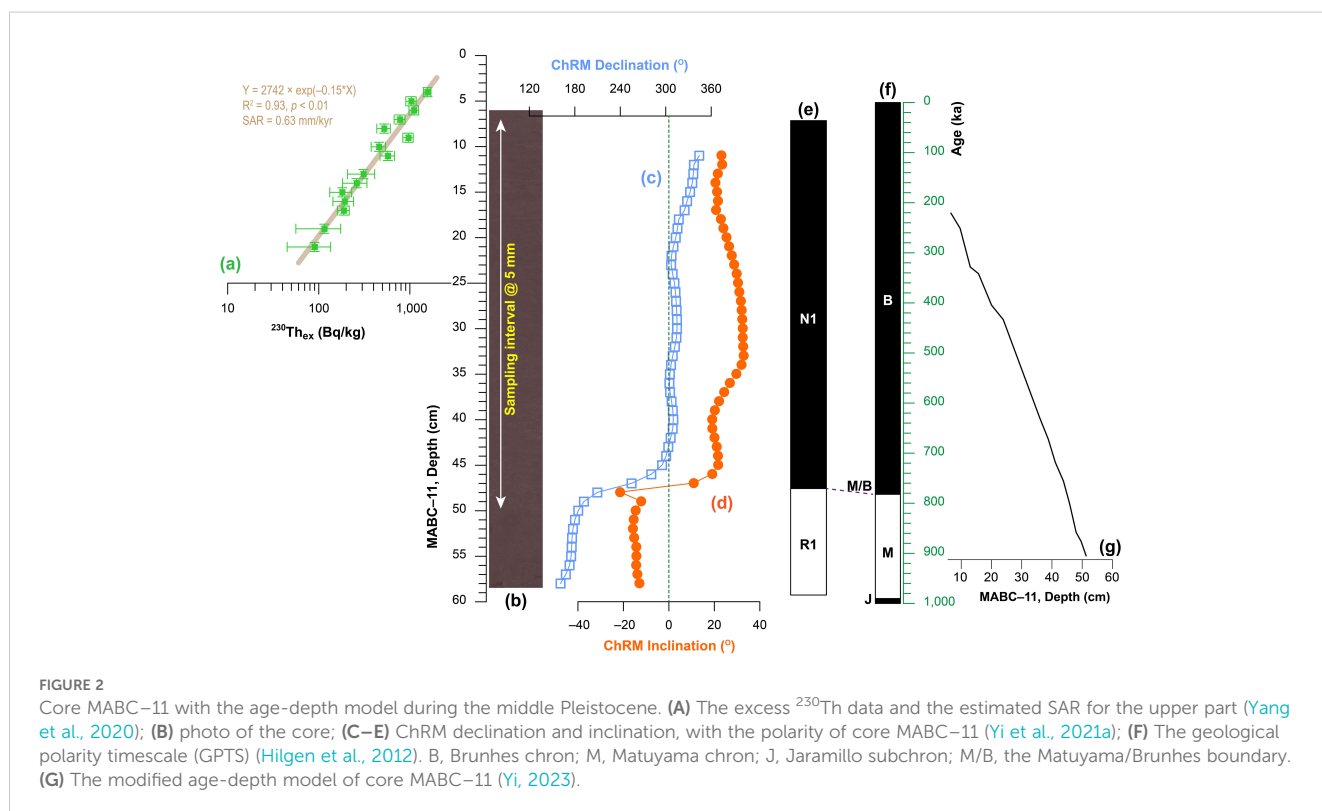 Y = 2742 × exp(–0.15*X)
R² = 0.93, p < 0.01
SAR = 0.63 mm/kyr
(a)
10
100
1,000
²³⁰Thex (Bq/kg)
0
5
10
15
20
25
30
35
40
45
50
55
60
MABC–11, Depth (cm)
Sampling interval @ 5 mm
(b)
ChRM Declination (º)
120
180
240
300
360
(c)
(d)
–40
–20
0
20
40
ChRM Inclination (º)
(e)
N1
R1
M/B
(f)
B
M
J
0
100
200
300
400
500
600
700
800
900
1,000
Age (ka)
(g)
10
20
30
40
50
60
MABC–11, Depth (cm)
FIGURE 2
Core MABC–11 with the age-depth model during the middle Pleistocene. (A) The excess ²³⁰Th data and the estimated SAR for the upper part (Yang
et al., 2020); (B) photo of the core; (C–E) ChRM declination and inclination, with the polarity of core MABC–11 (Yi et al., 2021a); (F) The geological
polarity timescale (GPTS) (Hilgen et al., 2012). B, Brunhes chron; M, Matuyama chron; J, Jaramillo subchron; M/B, the Matuyama/Brunhes boundary.
(G) The modified age-depth model of core MABC–11 (Yi, 2023).